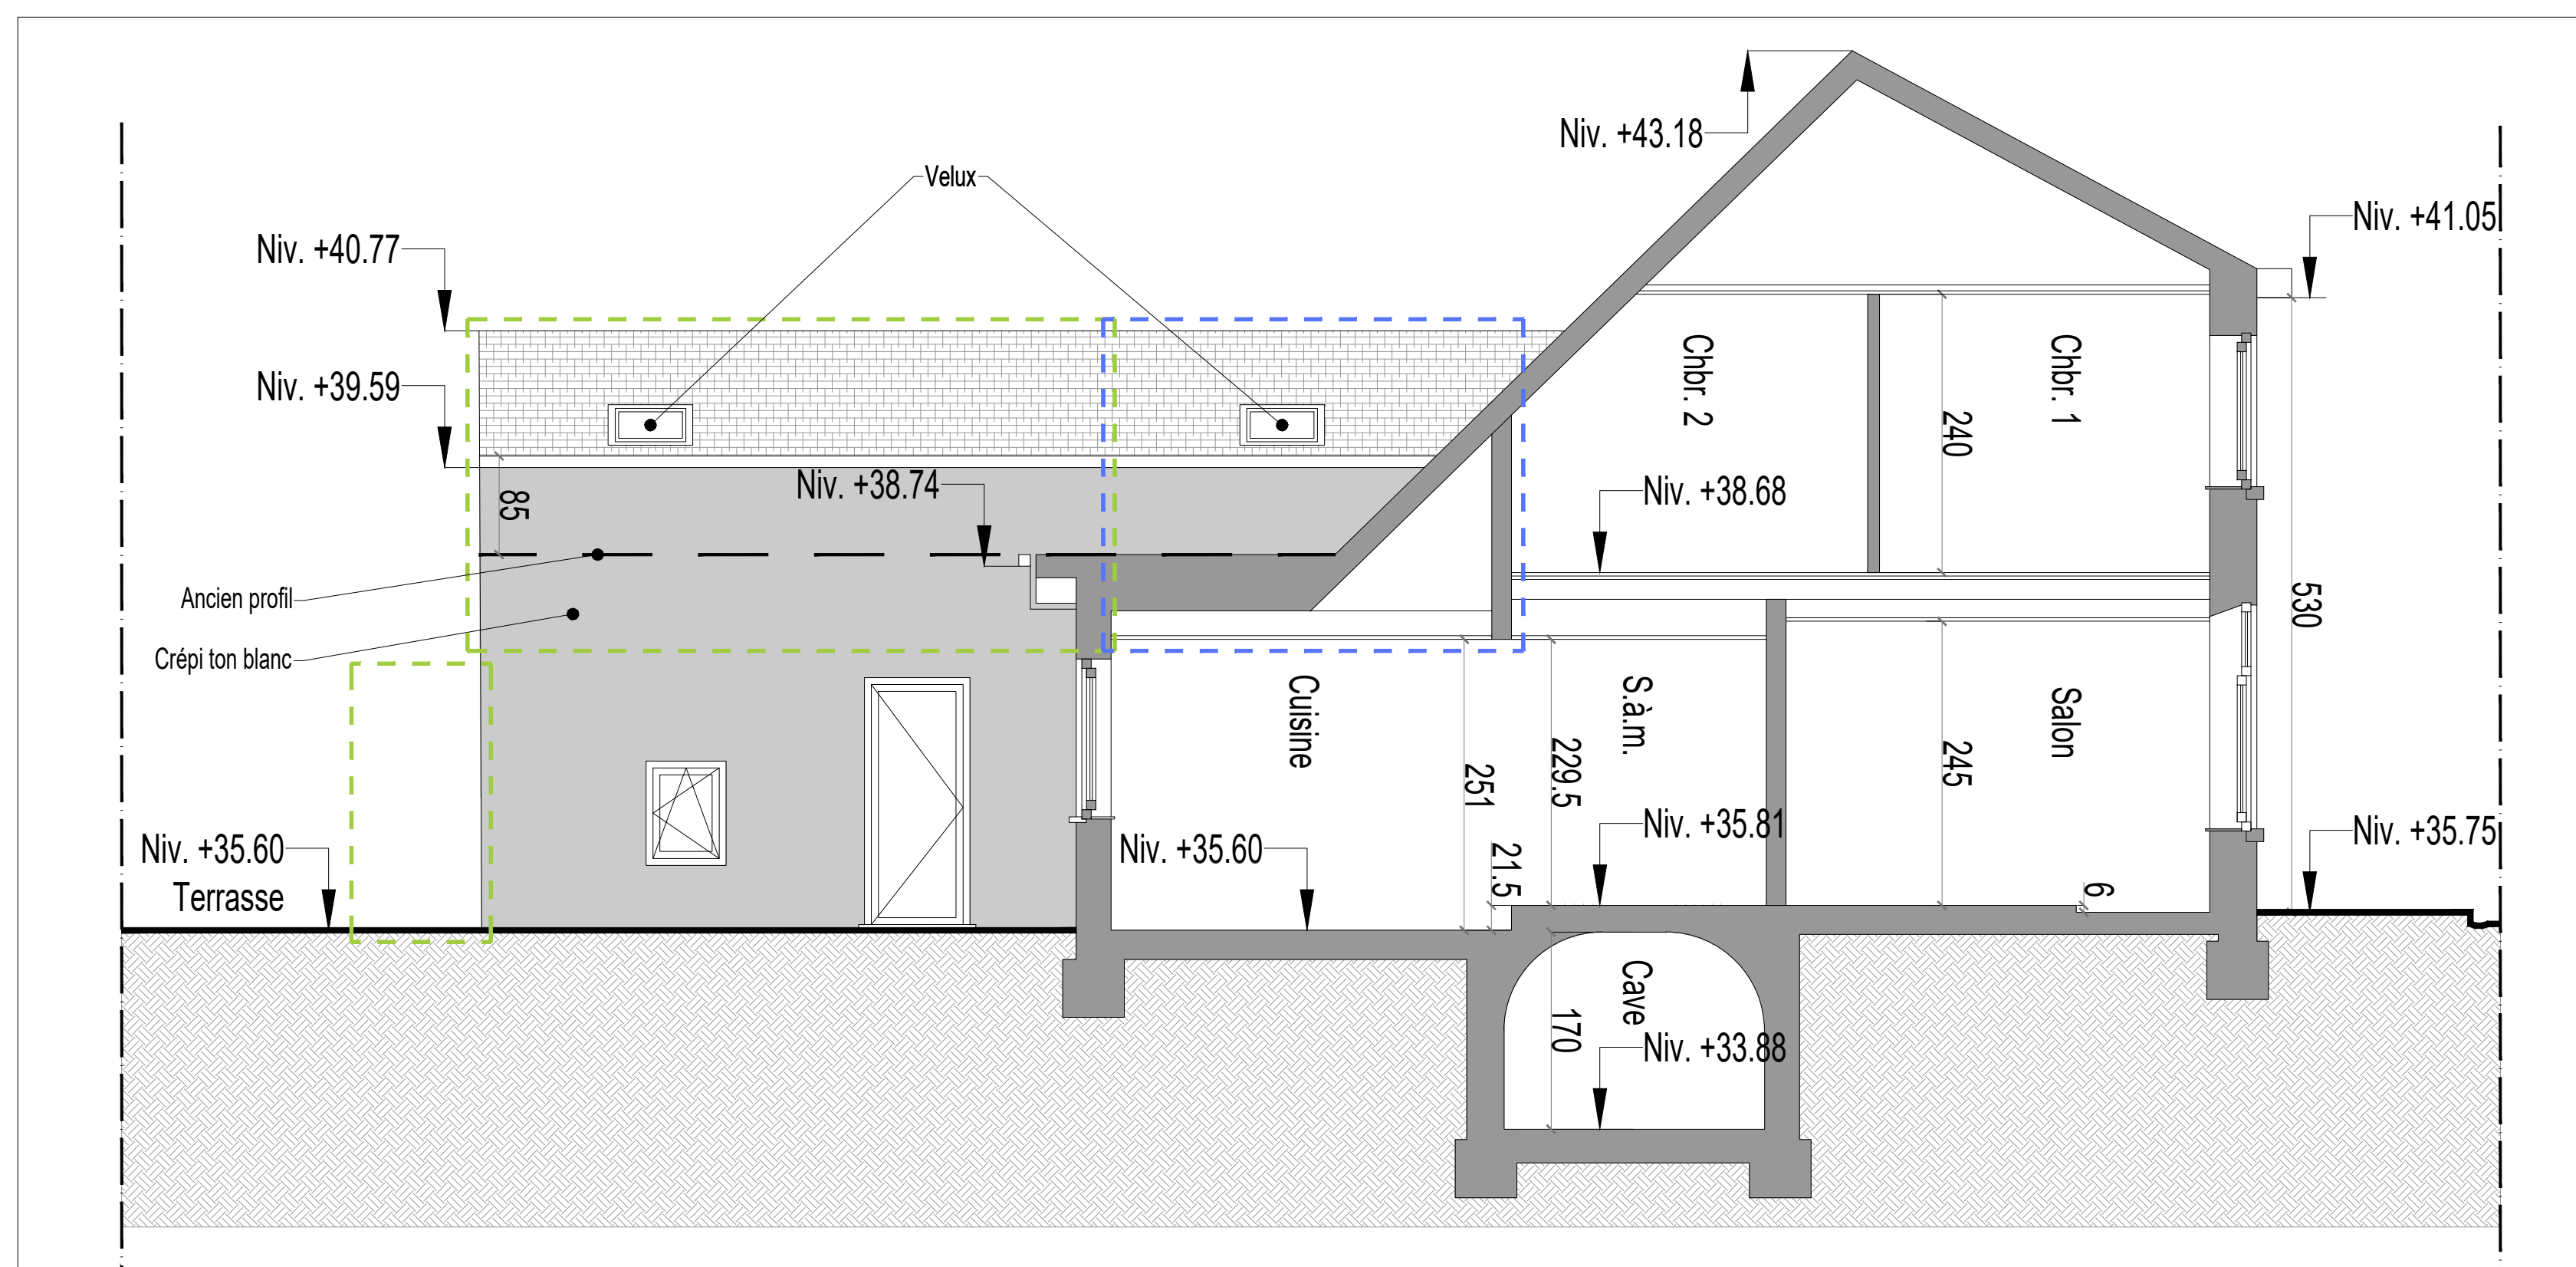 Niv. +43.18
Velux
Niv. +41.05
Niv. +40.77
Niv. +39.59
Chbr. 2
Chbr. 1
240
Niv. +38.74
Niv. +38.68
85
Ancien profil
Crépi ton blanc
530
Cuisine
S.à.m.
Salon
251
229.5
245
Niv. +35.60
Terrasse
Niv. +35.60
Niv. +35.81
Niv. +35.75
21.5
6
Cave
170
Niv. +33.88